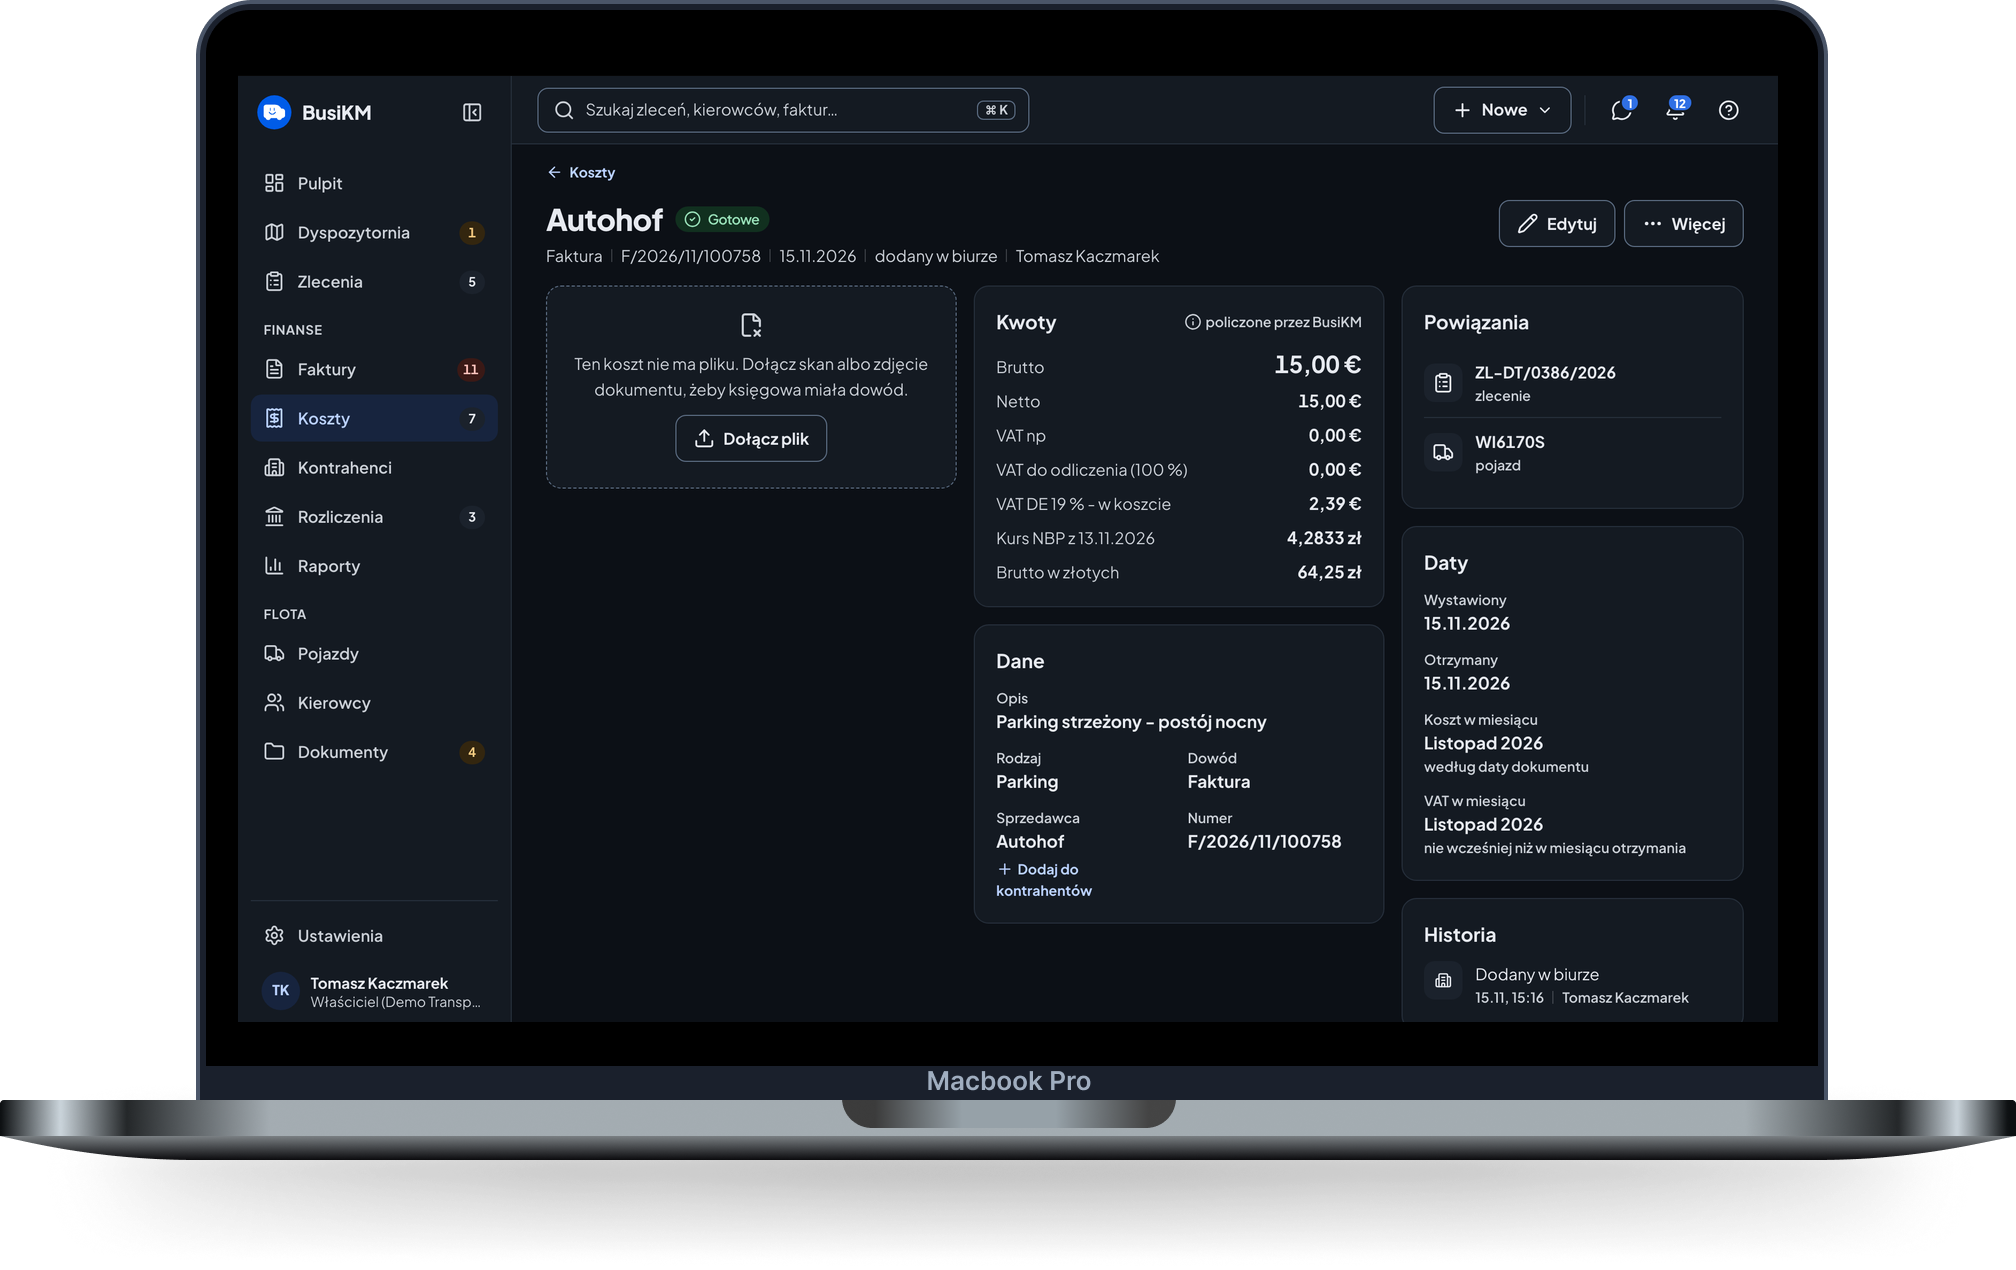 BusiKM
Szukaj zleceń, kierowców, faktur...
⌘ K
Nowe
1
12
Pulpit
Dyspozytornia 1
Zlecenia 5
FINANSE
Faktury 11
Koszty 7
Kontrahenci
Rozliczenia 3
Raporty
FLOTA
Pojazdy
Kierowcy
Dokumenty 4
Ustawienia
TK
Tomasz Kaczmarek
Właściciel (Demo Transp...
Koszty
Autohof
Gotowe
Edytuj
Więcej
Faktura | F/2026/11/100758 | 15.11.2026 | dodany w biurze | Tomasz Kaczmarek
Ten koszt nie ma pliku. Dołącz skan albo zdjęcie
dokumentu, żeby księgowa miała dowód.
Dołącz plik
Kwoty
policzone przez BusiKM
Brutto 15,00 €
Netto 15,00 €
VAT np 0,00 €
VAT do odliczenia (100 %) 0,00 €
VAT DE 19 % - w koszcie 2,39 €
Kurs NBP z 13.11.2026 4,2833 zł
Brutto w złotych 64,25 zł
Dane
Opis
Parking strzeżony – postój nocny
Rodzaj Dowód
Parking Faktura
Sprzedawca Numer
Autohof F/2026/11/100758
+ Dodaj do
kontrahentów
Powiązania
ZL-DT/0386/2026
zlecenie
WI6170S
pojazd
Daty
Wystawiony
15.11.2026
Otrzymany
15.11.2026
Koszt w miesiącu
Listopad 2026
według daty dokumentu
VAT w miesiącu
Listopad 2026
nie wcześniej niż w miesiącu otrzymania
Historia
Dodany w biurze
15.11, 15:16 | Tomasz Kaczmarek
Macbook Pro